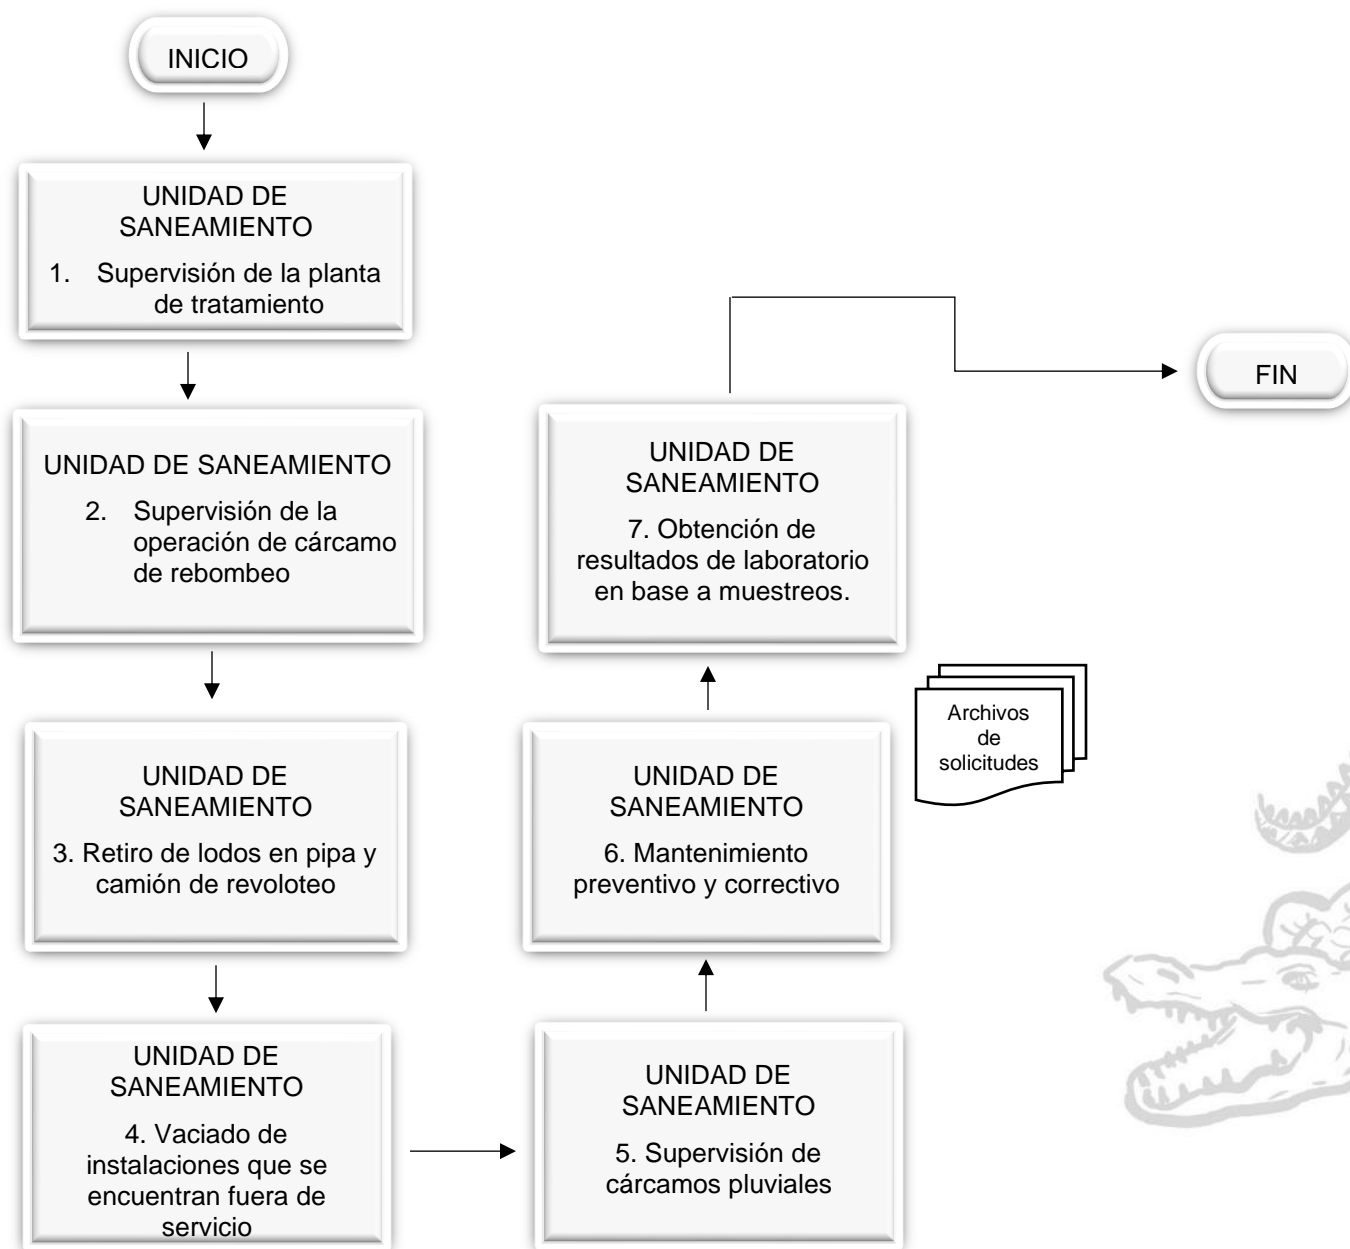 INICIO
UNIDAD DE
SANEAMIENTO
1. Supervisión de la planta
de tratamiento
UNIDAD DE SANEAMIENTO
2. Supervisión de la
operación de cárcamo
de rebombeo
UNIDAD DE
SANEAMIENTO
3. Retiro de lodos en pipa y
camión de revoloteo
UNIDAD DE
SANEAMIENTO
4. Vaciado de
instalaciones que se
encuentran fuera de
servicio
UNIDAD DE
SANEAMIENTO
5. Supervisión de
cárcamos pluviales
UNIDAD DE
SANEAMIENTO
6. Mantenimiento
preventivo y correctivo
Archivos
de
solicitudes
UNIDAD DE
SANEAMIENTO
7. Obtención de
resultados de laboratorio
en base a muestreos.
FIN